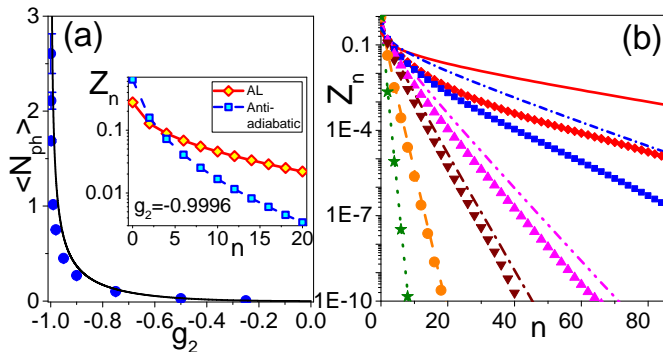 (a)
<N_ph>
3
2
1
0
-1.0 -0.8 -0.6 -0.4 -0.2 0.0
g_2
Z_n
0.1
0.01
AL
Anti-
adiabatic
g_2=-0.9996
0 5 10 15 20
n
(b)
Z_n
0.1
1E-4
1E-7
1E-10
0 20 40 60 80
n